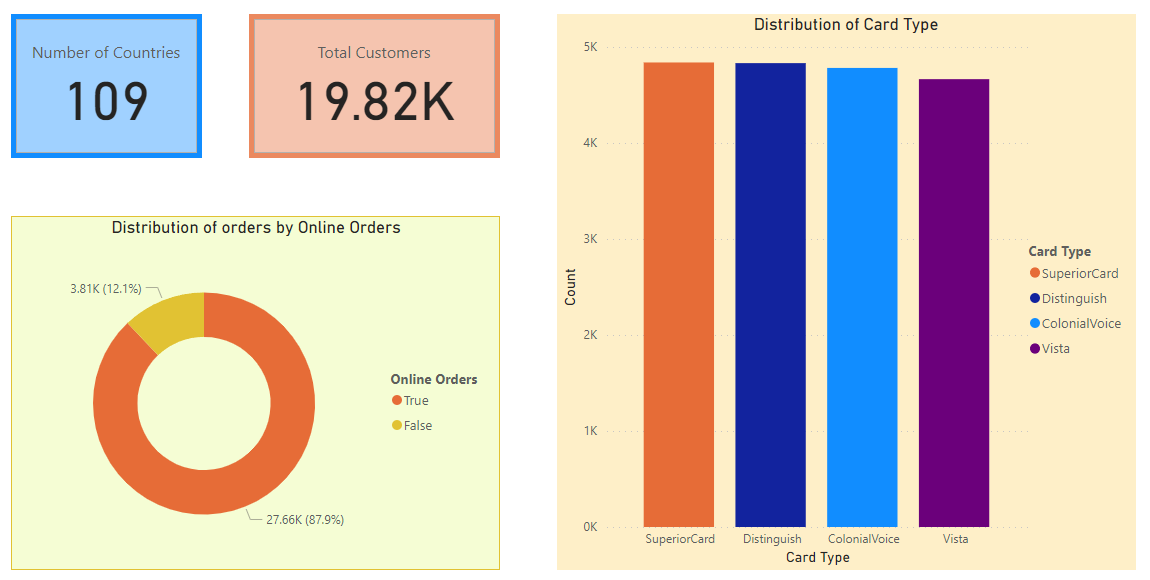 Number of Countries
109
Total Customers
19.82K
Distribution of orders by Online Orders
3.81K (12.1%)
27.66K (87.9%)
Online Orders
True
False
Distribution of Card Type
Count
5K
4K
3K
2K
1K
0K
SuperiorCard
Distinguish
ColonialVoice
Vista
Card Type
Card Type
SuperiorCard
Distinguish
ColonialVoice
Vista